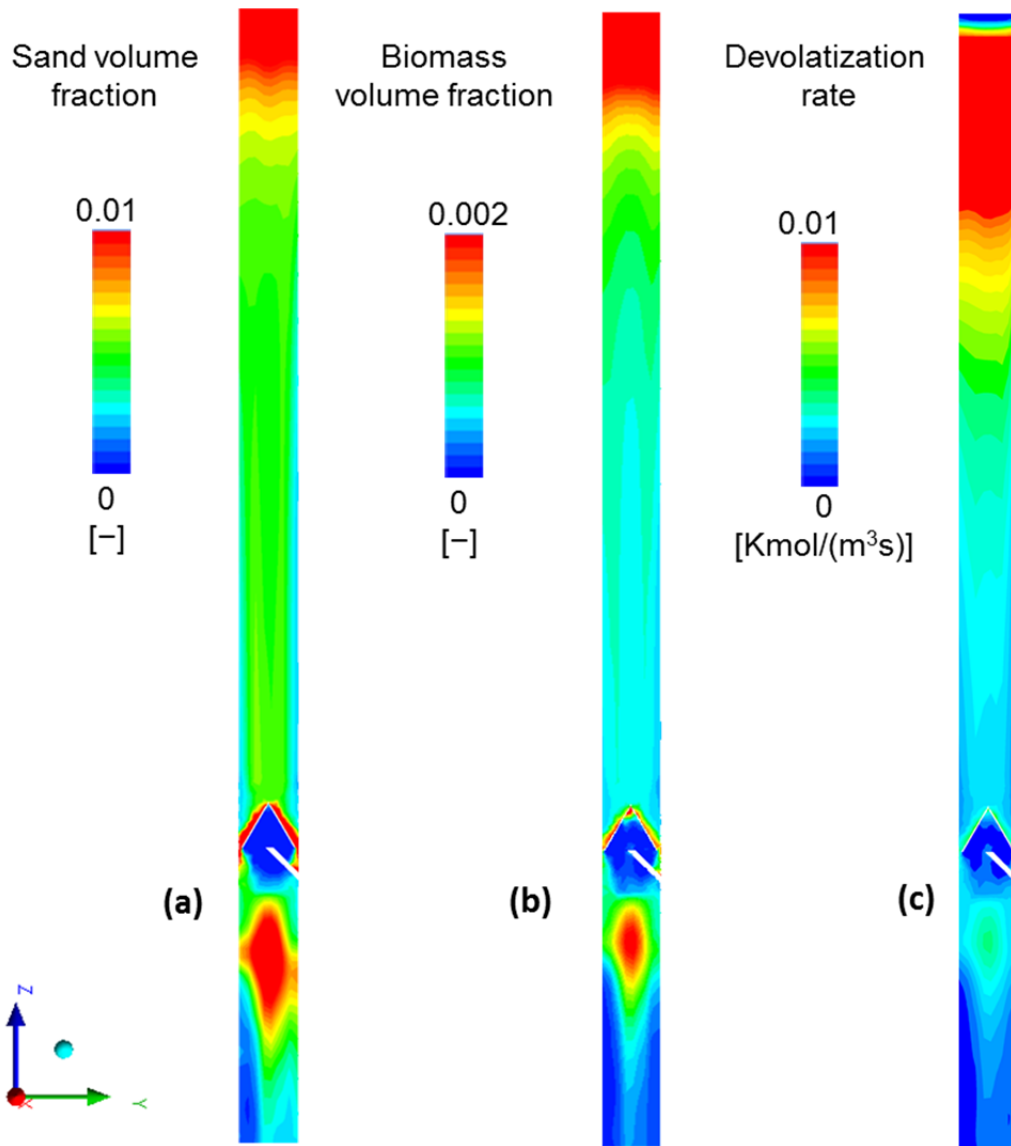 Sand volume
fraction
0.01
0
[–]
(a)
Biomass
volume fraction
0.002
0
[–]
(b)
Devolatization
rate
0.01
0
[Kmol/(m³s)]
(c)
Z
X
Y